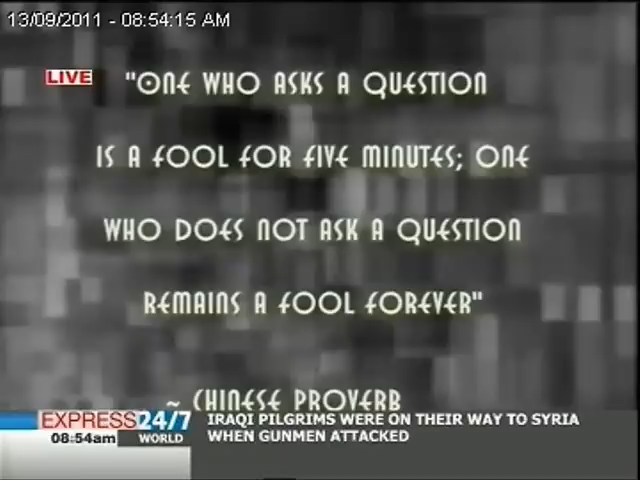 13/09/2011 - 08:54:15 AM
LIVE
"ONE WHO ASKS A QUESTION
IS A FOOL FOR FIVE MINUTES; ONE
WHO DOES NOT ASK A QUESTION
REMAINS A FOOL FOREVER"
~ CHINESE PROVERB
EXPRESS 24/7
08:54am WORLD
IRAQI PILGRIMS WERE ON THEIR WAY TO SYRIA
WHEN GUNMEN ATTACKED